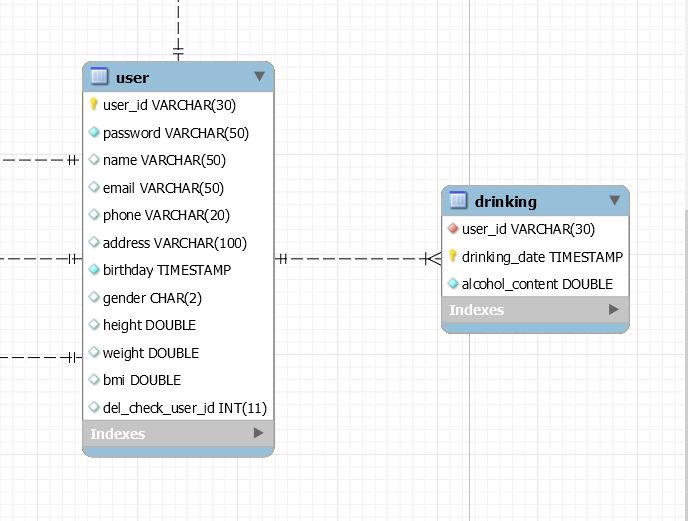 user
user_id VARCHAR(30)
password VARCHAR(50)
name VARCHAR(50)
email VARCHAR(50)
phone VARCHAR(20)
address VARCHAR(100)
birthday TIMESTAMP
gender CHAR(2)
height DOUBLE
weight DOUBLE
bmi DOUBLE
del_check_user_id INT(11)
Indexes
drinking
user_id VARCHAR(30)
drinking_date TIMESTAMP
alcohol_content DOUBLE
Indexes